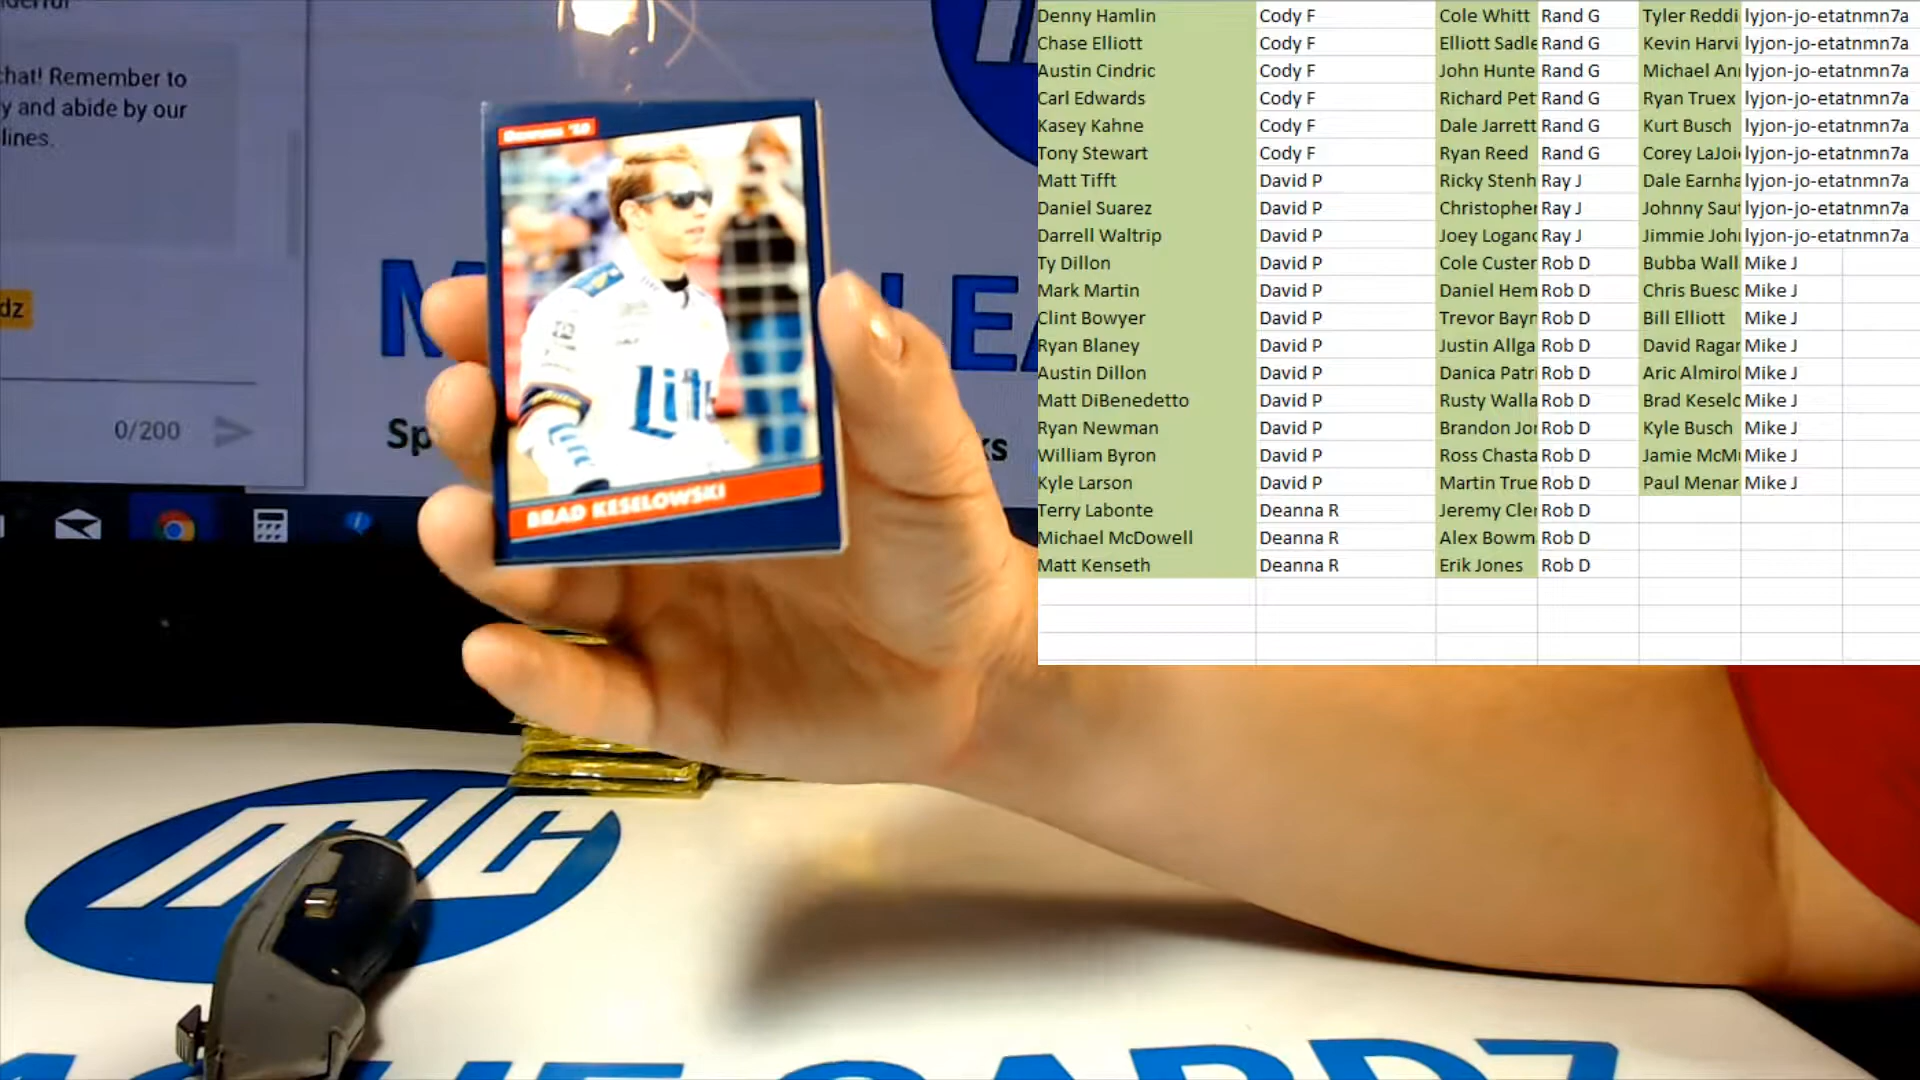 hat! Remember to
y and abide by our
lines.
dz
0/200
Sp
ks
BRAD KESELOWSKI
Denny Hamlin Cody F Cole Whitt Rand G Tyler Reddi lyjon-jo-etatnmn7a
Chase Elliott Cody F Elliott Sadle Rand G Kevin Harvi lyjon-jo-etatnmn7a
Austin Cindric Cody F John Hunte Rand G Michael An lyjon-jo-etatnmn7a
Carl Edwards Cody F Richard Pet Rand G Ryan Truex lyjon-jo-etatnmn7a
Kasey Kahne Cody F Dale Jarrett Rand G Kurt Busch lyjon-jo-etatnmn7a
Tony Stewart Cody F Ryan Reed Rand G Corey LaJoi lyjon-jo-etatnmn7a
Matt Tifft David P Ricky Stenh Ray J Dale Earnha lyjon-jo-etatnmn7a
Daniel Suarez David P Christopher Ray J Johnny Saut lyjon-jo-etatnmn7a
Darrell Waltrip David P Joey Logano Ray J Jimmie John lyjon-jo-etatnmn7a
Ty Dillon David P Cole Custer Rob D Bubba Wall Mike J
Mark Martin David P Daniel Hem Rob D Chris Buesc Mike J
Clint Bowyer David P Trevor Bayn Rob D Bill Elliott Mike J
Ryan Blaney David P Justin Allga Rob D David Ragan Mike J
Austin Dillon David P Danica Patri Rob D Aric Almirol Mike J
Matt DiBenedetto David P Rusty Walla Rob D Brad Keselo Mike J
Ryan Newman David P Brandon Jon Rob D Kyle Busch Mike J
William Byron David P Ross Chasta Rob D Jamie McM Mike J
Kyle Larson David P Martin True Rob D Paul Menar Mike J
Terry Labonte Deanna R Jeremy Cle Rob D
Michael McDowell Deanna R Alex Bowm Rob D
Matt Kenseth Deanna R Erik Jones Rob D